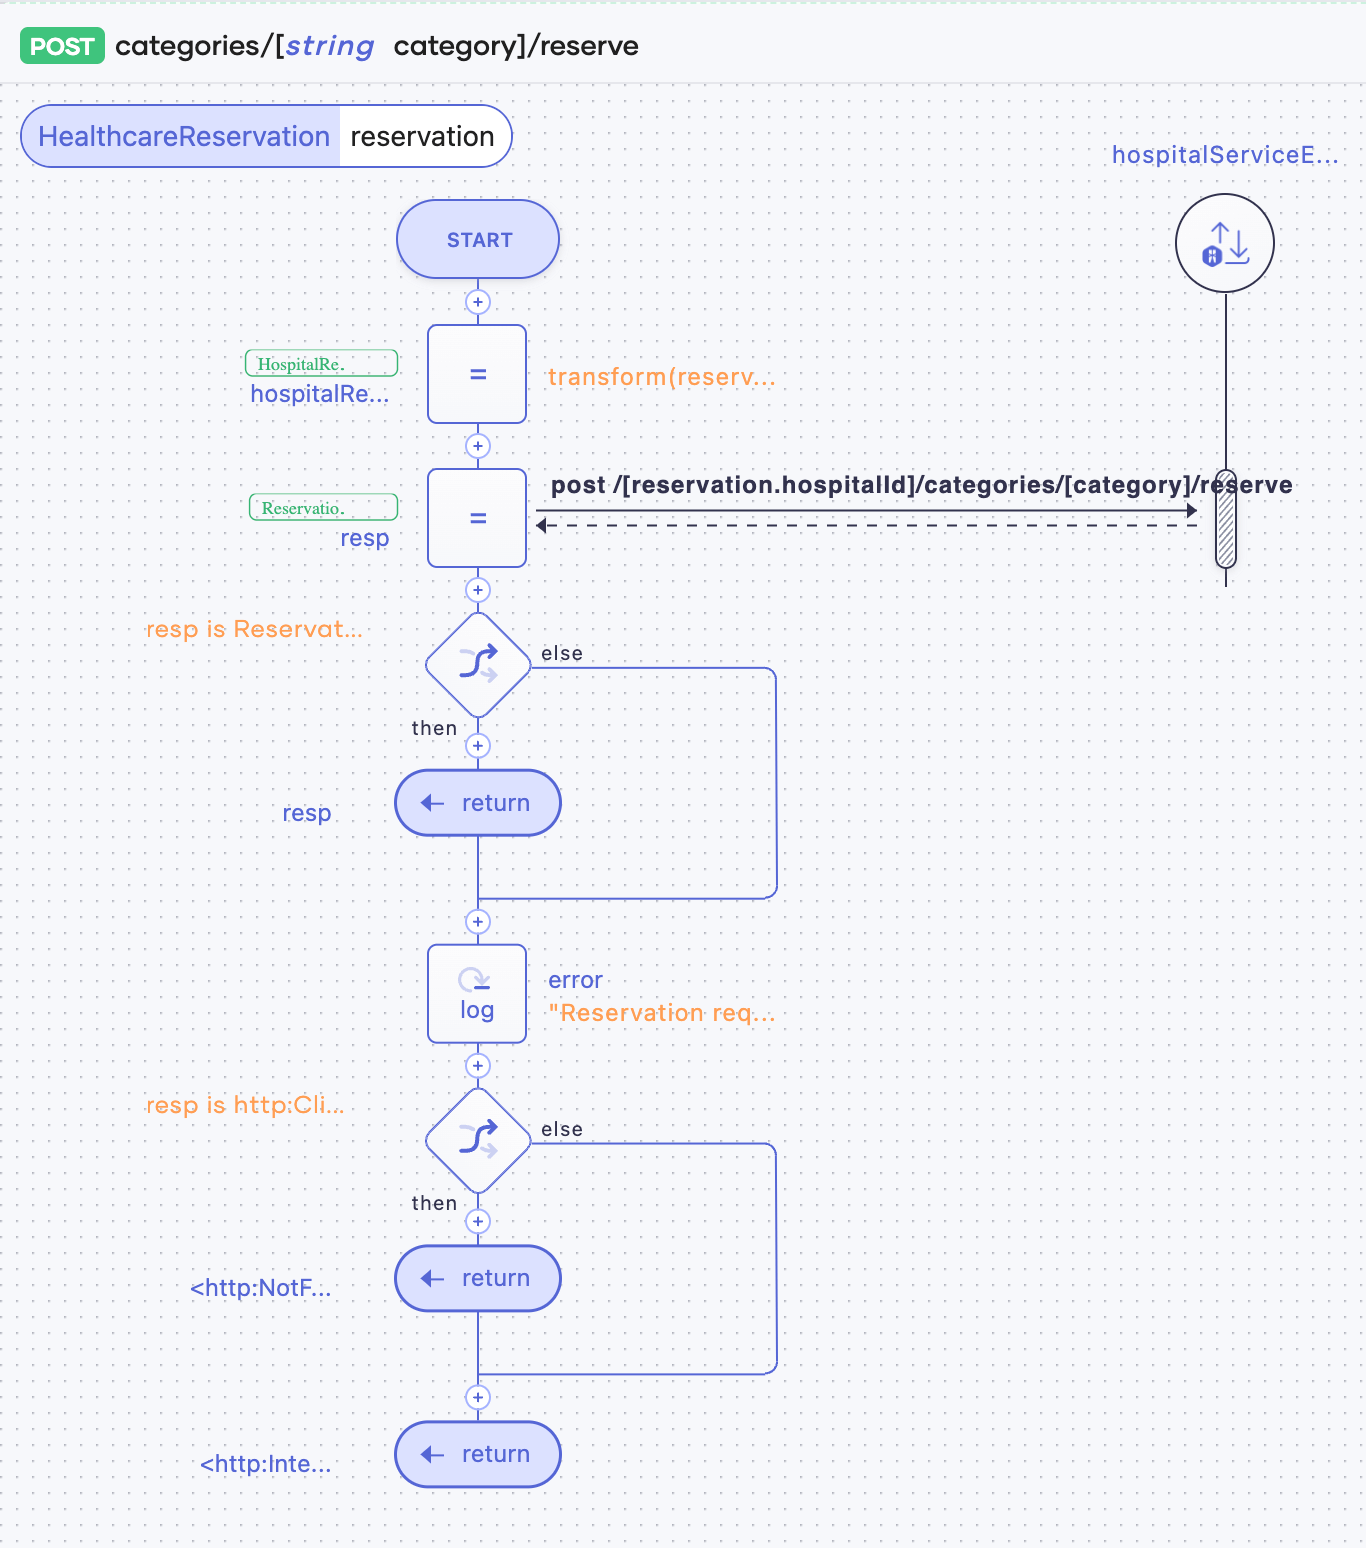 POST categories/[string category]/reserve
HealthcareReservation reservation
hospitalServiceE...
START
HospitalRe.
hospitalRe...
transform(reserv...
post /[reservation.hospitalId]/categories/[category]/reserve
Reservatio.
resp
resp is Reservat...
else
then
resp
return
log
error
"Reservation req...
resp is http:Cli...
else
then
<http:NotF...
return
<http:Inte...
return